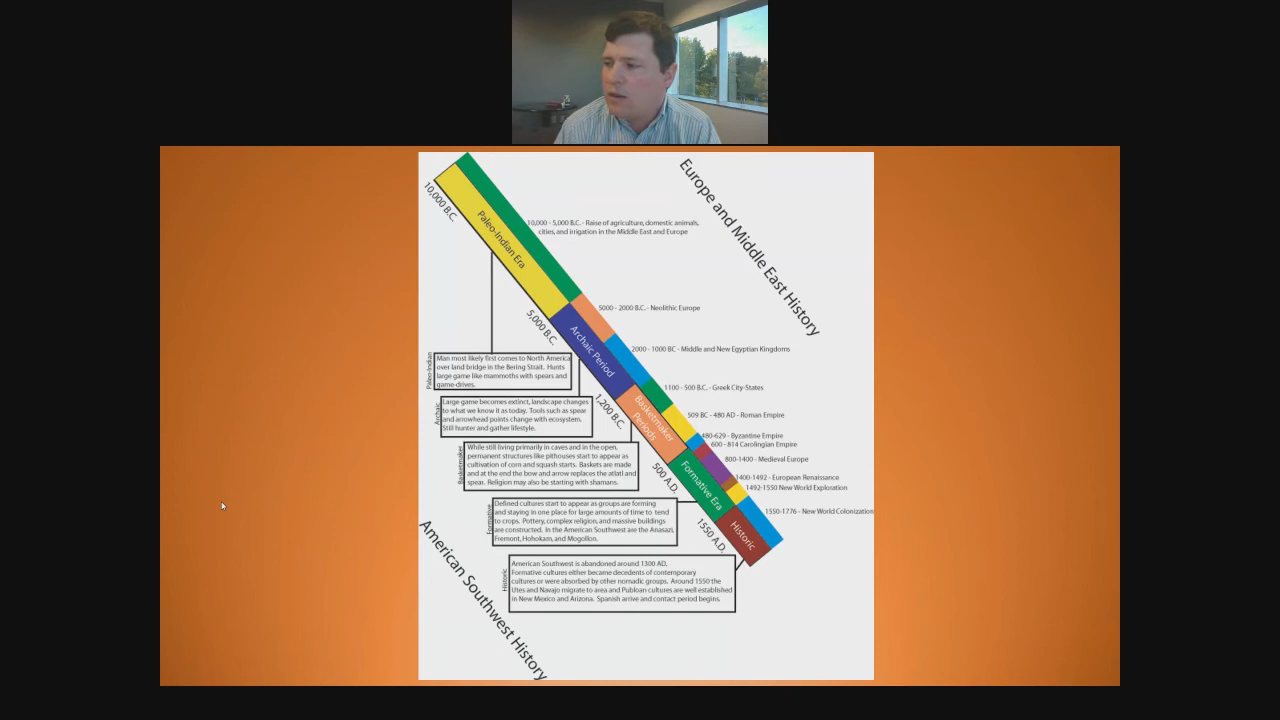 Europe and Middle East History
10,000 B.C.
Paleo-Indian Era
10,000 - 5,000 B.C. - Raise of agriculture, domestic animals,
cities, and irrigation in the Middle East and Europe
5,000 B.C.
5000 - 2000 B.C. - Neolithic Europe
Archaic Period
2000 - 1000 BC - Middle and New Egyptian Kingdoms
1100 - 500 B.C. - Greek City-States
1,200 B.C.
Basketmaker
Periods
509 BC - 480 AD - Roman Empire
480-629 - Byzantine Empire
600 - 814 Carolingian Empire
800-1400 - Medieval Europe
500 A.D.
Formative Era
1400-1492 - European Renaissance
1492-1550 New World Exploration
1550-1776 - New World Colonization
1550 A.D.
Historic
Paleo-Indian
Man most likely first comes to North America
over land bridge in the Bering Strait. Hunts
large game like mammoths with spears and
game-drives.
Archaic
Large game becomes extinct, landscape changes
to what we know it as today. Tools such as spear
and arrowhead points change with ecosystem.
Still hunter and gather lifestyle.
Basketmaker
While still living primarily in caves and in the open,
permanent structures like pithouses start to appear as
cultivation of corn and squash starts. Baskets are made
and at the end the bow and arrow replaces the atlatl and
spear. Religion may also be starting with shamans.
Formative
Defined cultures start to appear as groups are forming
and staying in one place for large amounts of time to tend
to crops. Pottery, complex religion, and massive buildings
are constructed. In the American Southwest are the Anasazi,
Fremont, Hohokam, and Mogollon.
Historic
American Southwest is abandoned around 1300 AD.
Formative cultures either became decedents of contemporary
cultures or were absorbed by other nomadic groups. Around 1550 the
Utes and Navajo migrate to area and Publoan cultures are well established
in New Mexico and Arizona. Spanish arrive and contact period begins.
American Southwest History